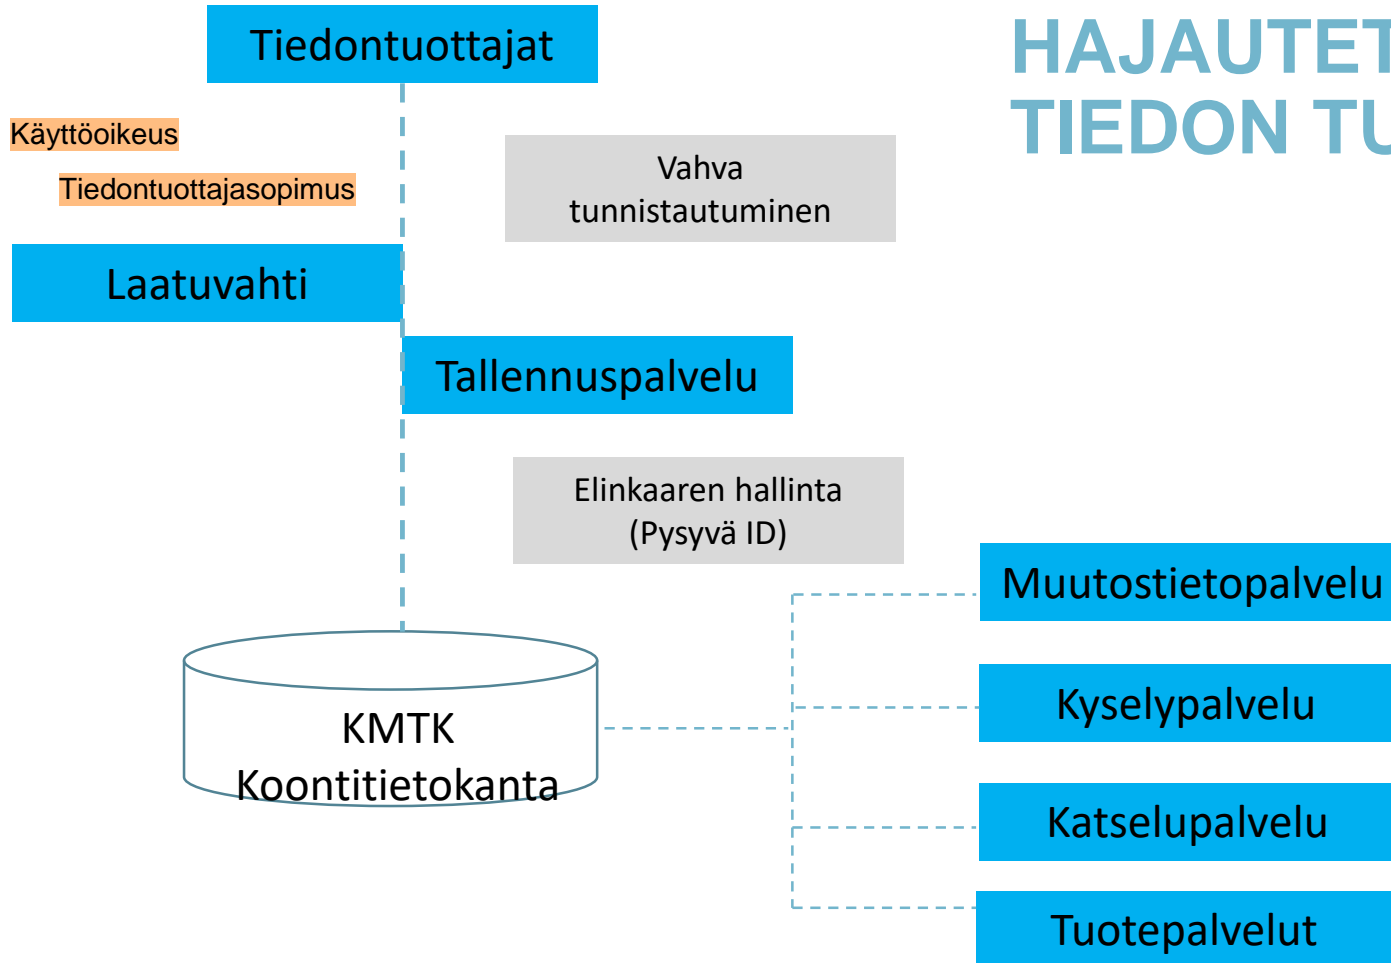 Tiedontuottajat
HAJAUTET
TIEDON TU
Käyttöoikeus
Tiedontuottajasopimus
Vahva
tunnistautuminen
Laatuvahti
Tallennuspalvelu
Elinkaaren hallinta
(Pysyvä ID)
Muutostietopalvelu
Kyselypalvelu
KMTK
Koontitietokanta
Katselupalvelu
Tuotepalvelut